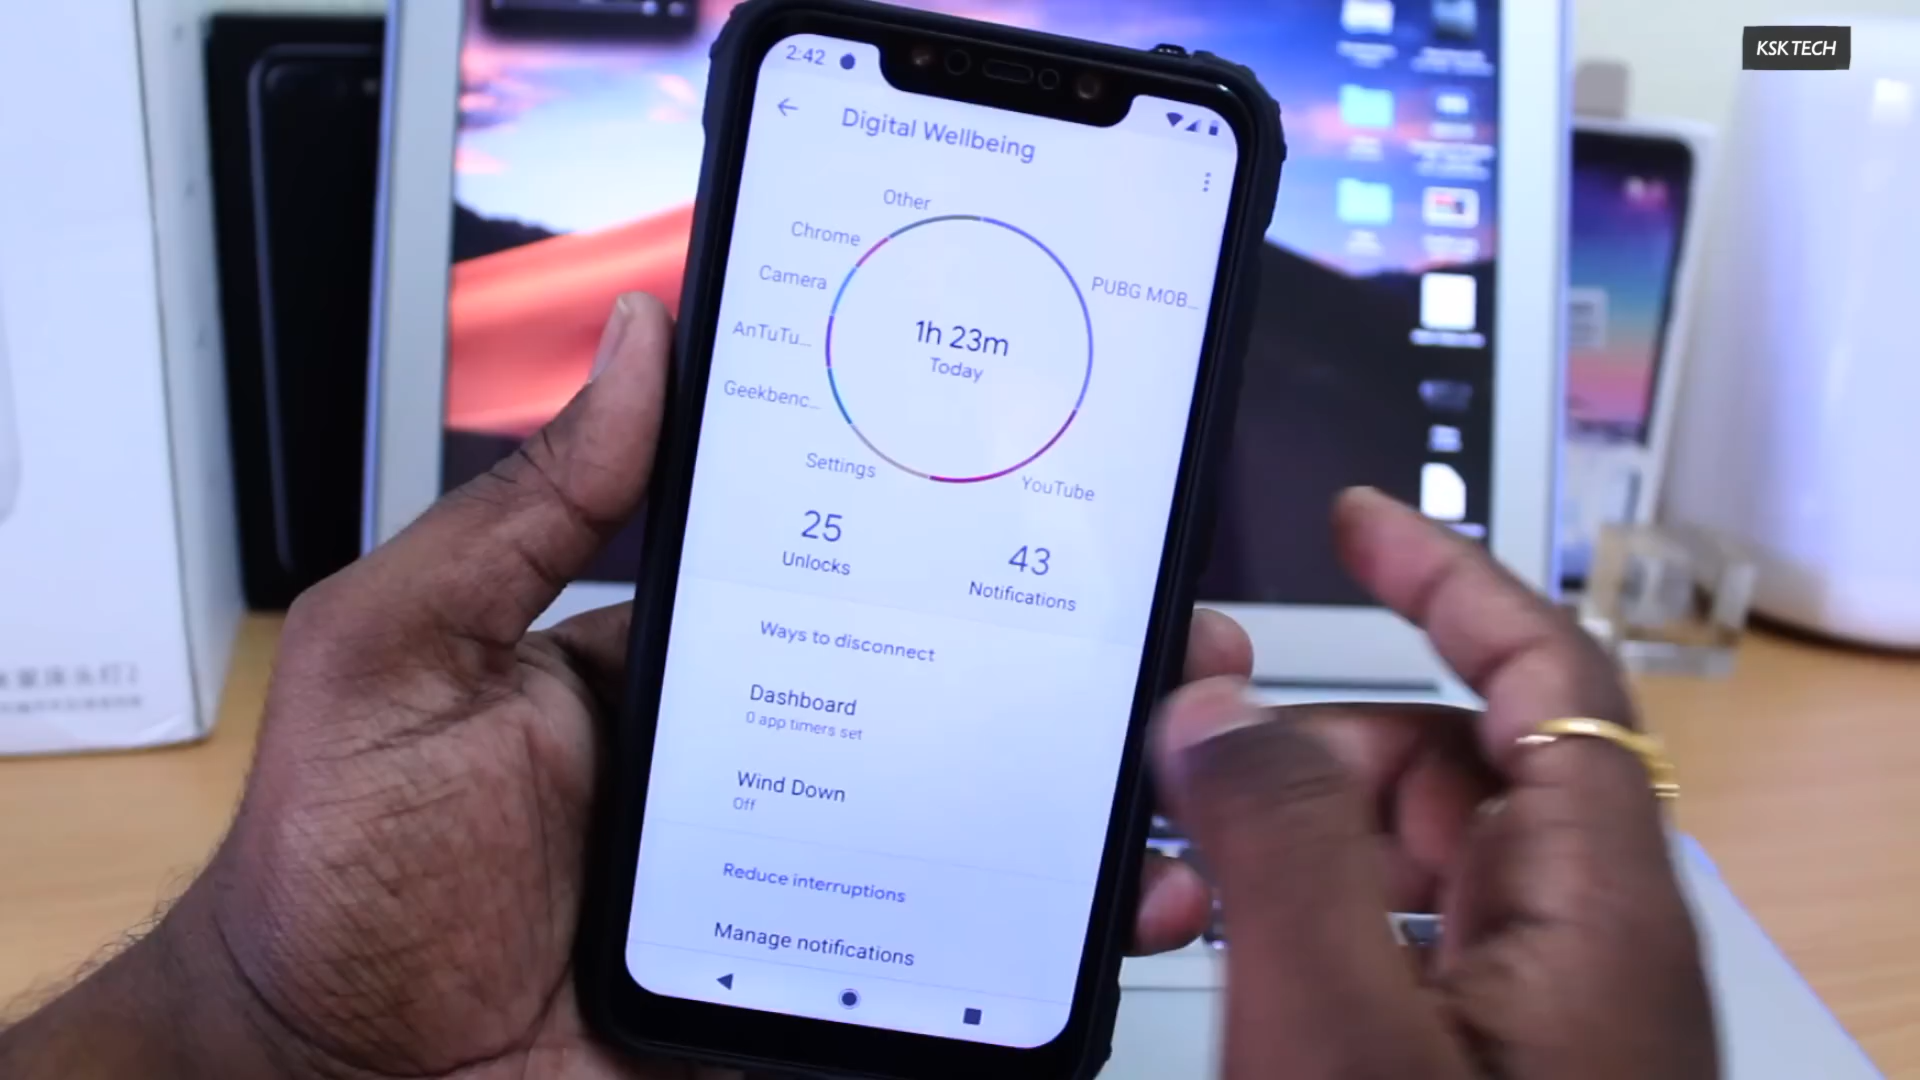 KSK TECH
2:42
Digital Wellbeing
Other
Chrome
Camera
AnTuTu...
Geekbenc...
Settings
PUBG MOB...
YouTube
1h 23m
Today
25
Unlocks
43
Notifications
Ways to disconnect
Dashboard
0 app timers set
Wind Down
Off
Reduce interruptions
Manage notifications